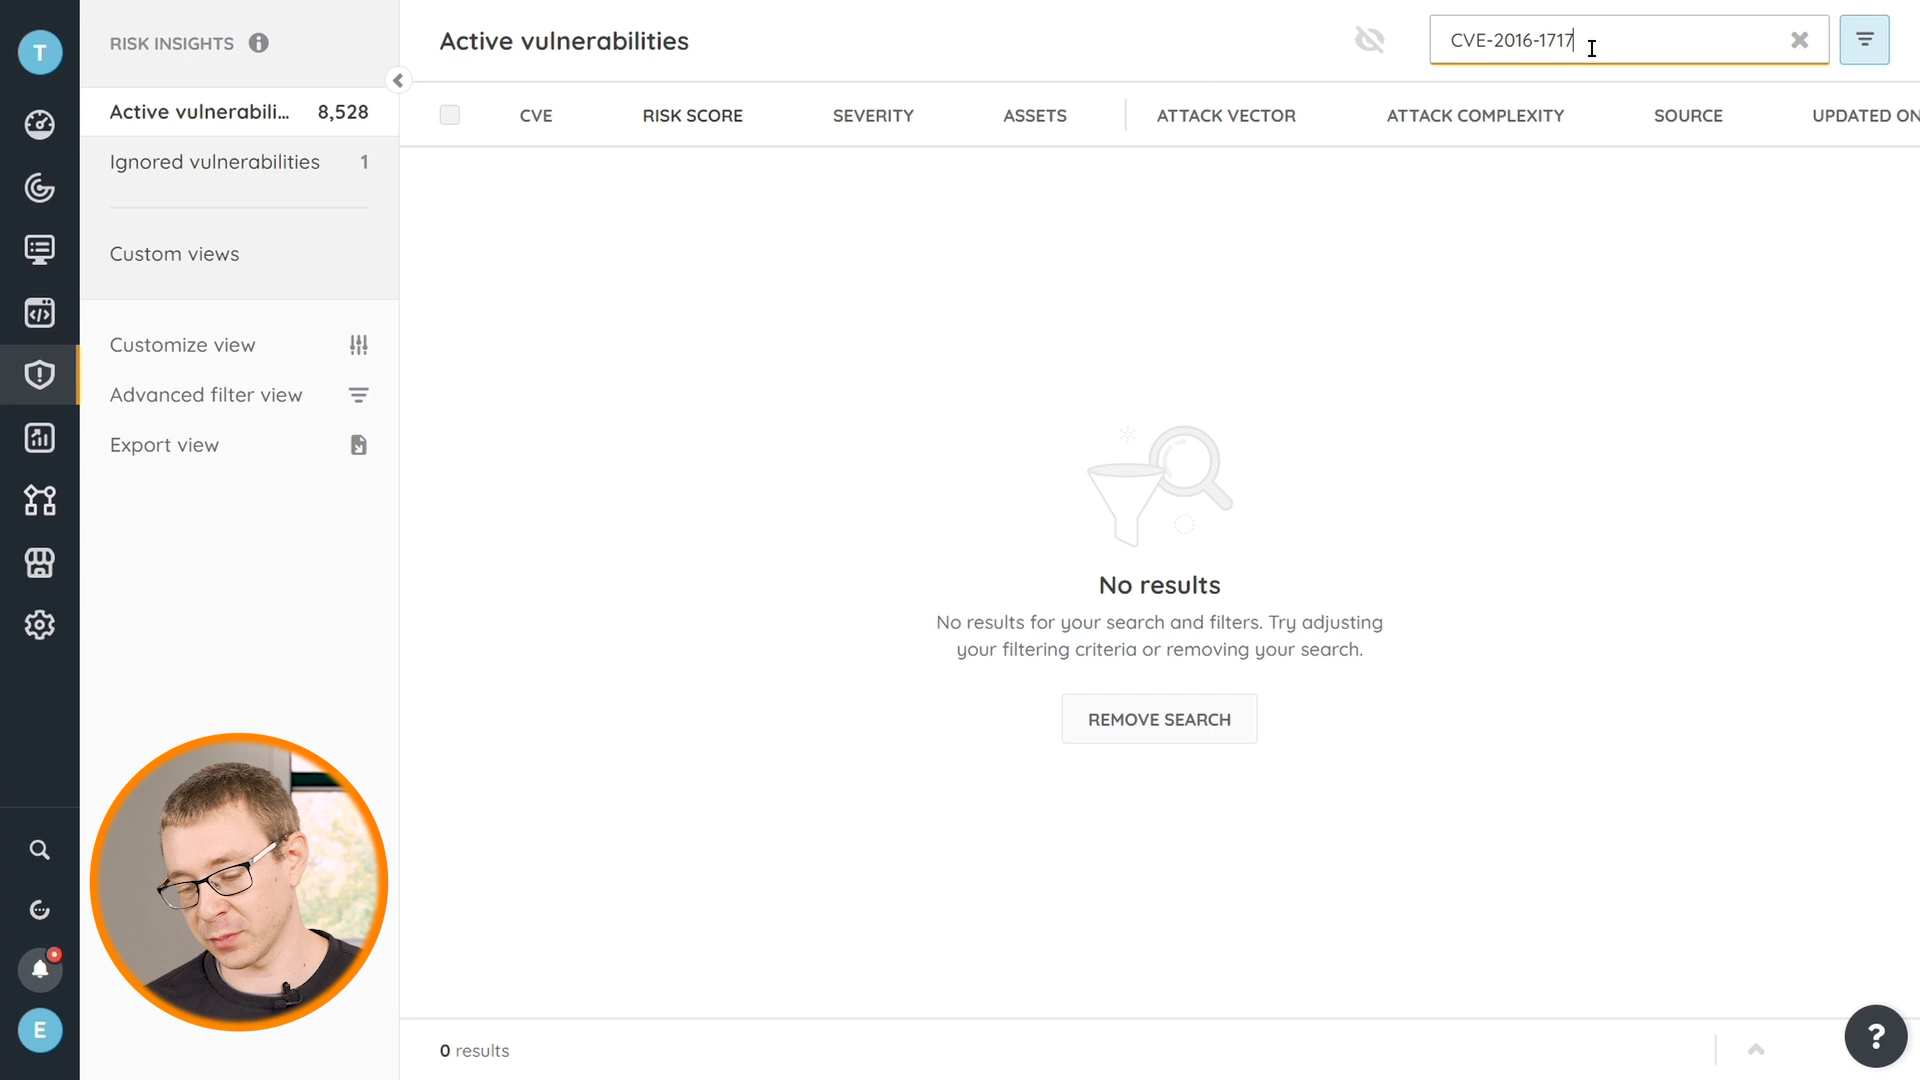 T
RISK INSIGHTS
Active vulnerabilities
CVE-2016-1717
Active vulnerabili... 8,528
CVE RISK SCORE SEVERITY ASSETS ATTACK VECTOR ATTACK COMPLEXITY SOURCE UPDATED ON
Ignored vulnerabilities 1
Custom views
Customize view
Advanced filter view
Export view
No results
No results for your search and filters. Try adjusting
your filtering criteria or removing your search.
REMOVE SEARCH
E
0 results
?